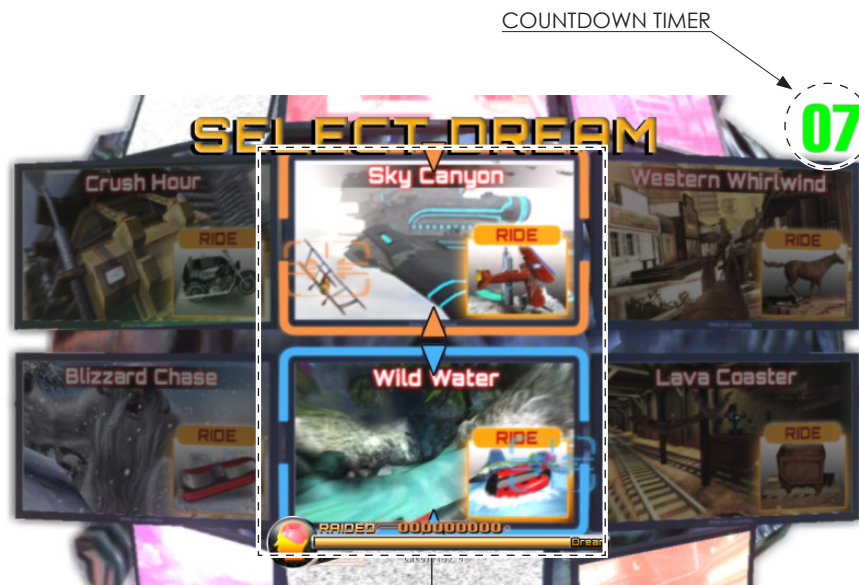 COUNTDOWN TIMER
07
SELECT DREAM
Crush Hour
RIDE
Sky Canyon
RIDE
Western Whirlwind
RIDE
Blizzard Chase
RIDE
Wild Water
RIDE
Lava Coaster
RIDE
RAIDED
000000000
Drea